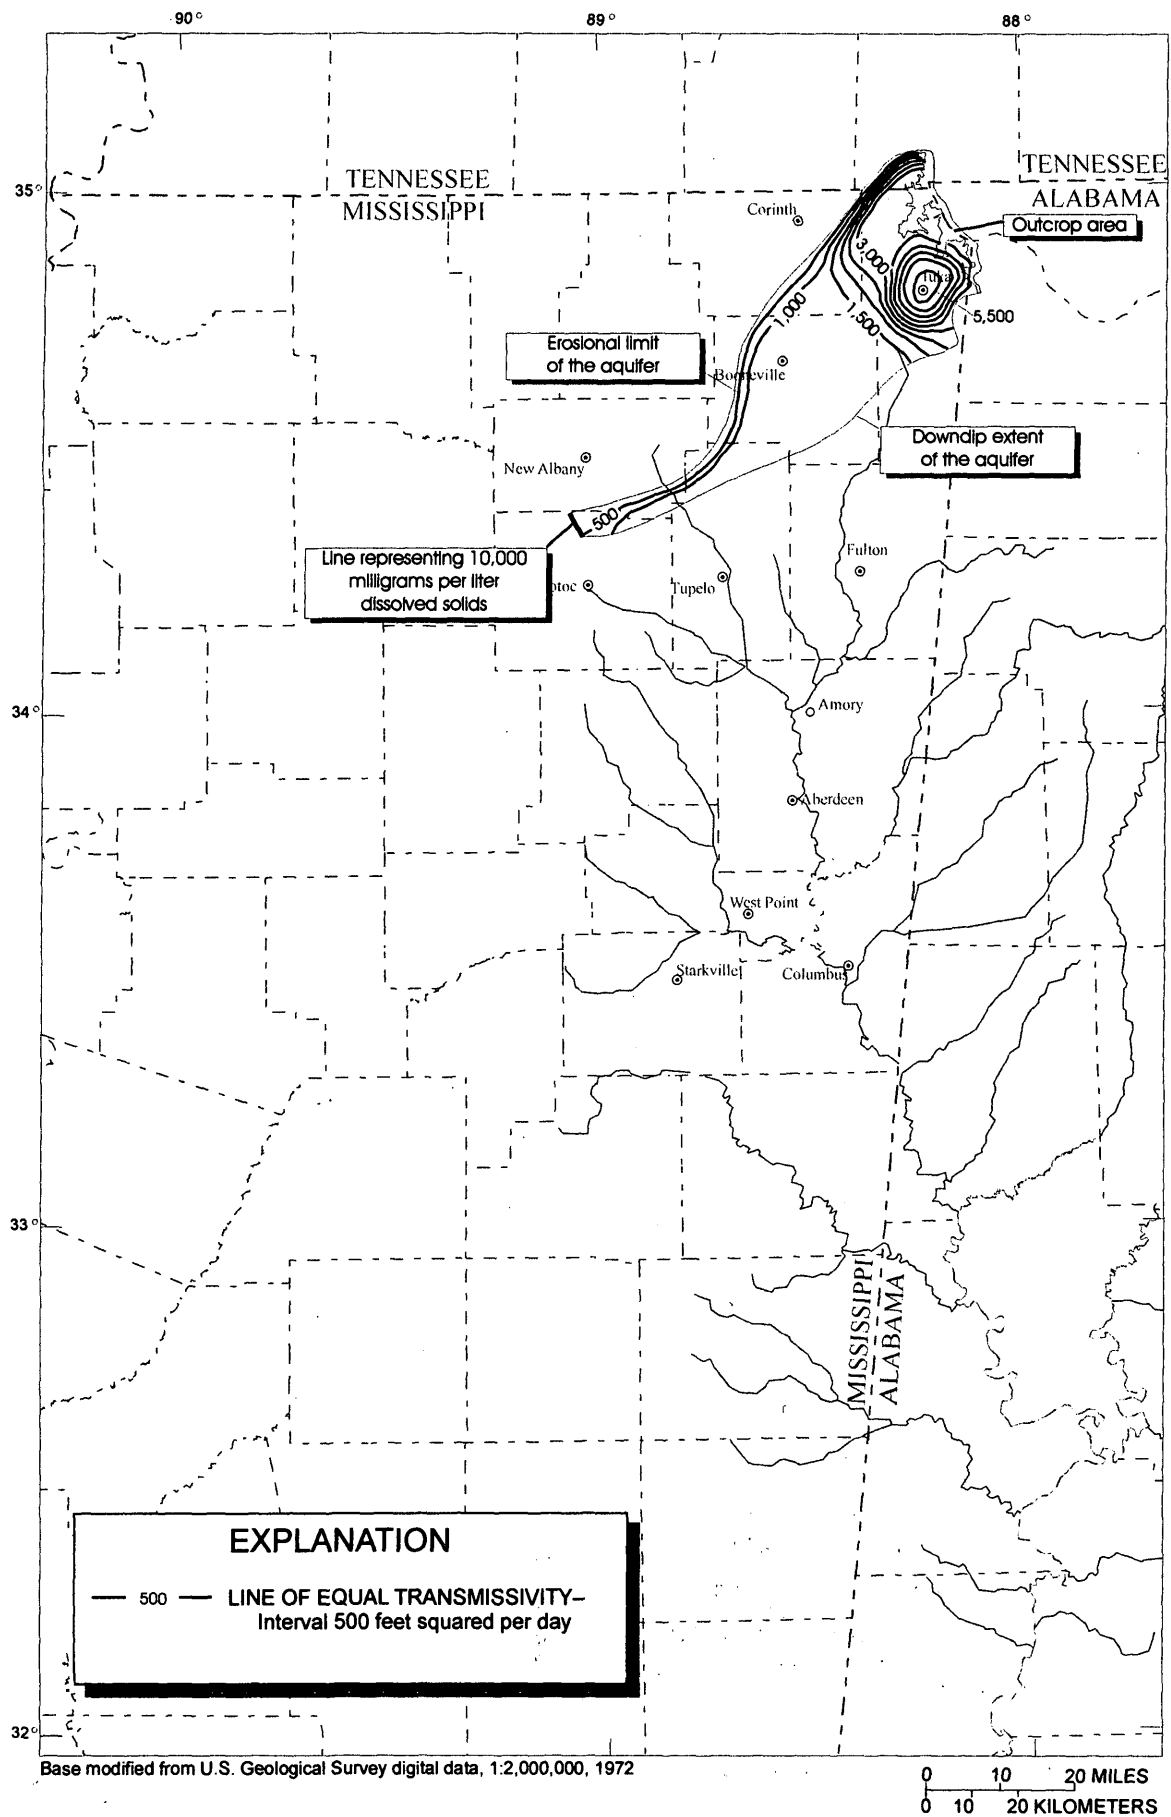 90°
89°
88°
35°
TENNESSEE
MISSISSIPPI
TENNESSEE
ALABAMA
Corinth
Outcrop area
3,000
Iuka
1,000
1,500
5,500
Erosional limit
of the aquifer
Booneville
Downdip extent
of the aquifer
New Albany
500
Line representing 10,000
milligrams per liter
dissolved solids
otoc
Tupelo
Fulton
34°
Amory
Aberdeen
West Point
Starkville
Columbus
33°
MISSISSIPPI
ALABAMA
EXPLANATION
500 LINE OF EQUAL TRANSMISSIVITY–
Interval 500 feet squared per day
32°
Base modified from U.S. Geological Survey digital data, 1:2,000,000, 1972
0 10 20 MILES
0 10 20 KILOMETERS